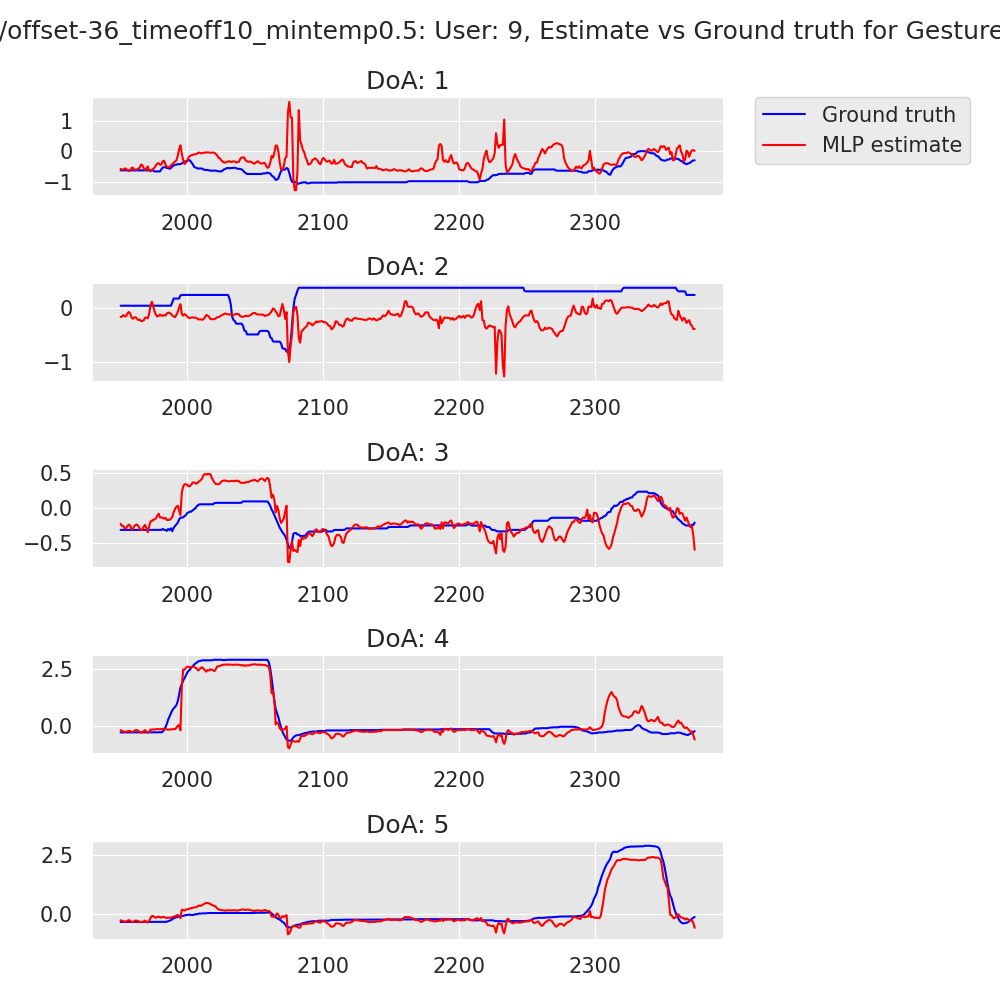 /offset-36_timeoff10_mintemp0.5: User: 9, Estimate vs Ground truth for Gesture
DoA: 1
Ground truth
MLP estimate
1
0
−1
2000 2100 2200 2300
DoA: 2
0
−1
2000 2100 2200 2300
DoA: 3
0.5
0.0
−0.5
2000 2100 2200 2300
DoA: 4
2.5
0.0
2000 2100 2200 2300
DoA: 5
2.5
0.0
2000 2100 2200 2300